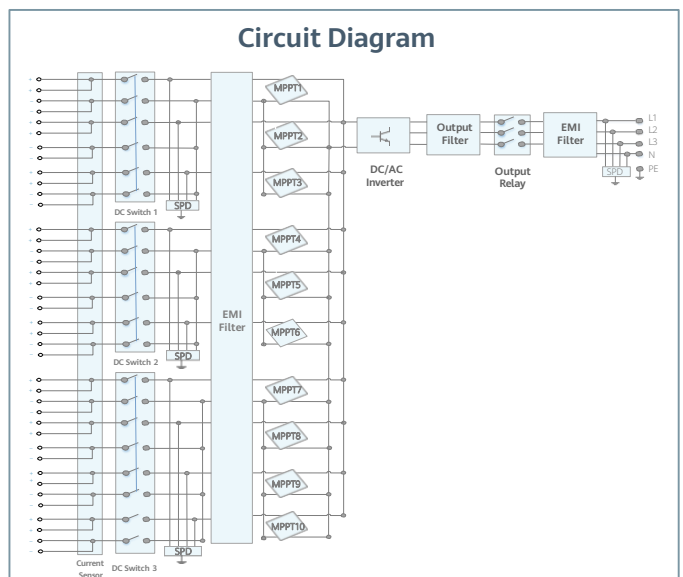 Circuit Diagram
MPPT1
MPPT2
MPPT3
SPD
DC Switch 1
MPPT4
MPPT5
MPPT6
EMI
Filter
SPD
DC Switch 2
MPPT7
MPPT8
MPPT9
MPPT10
SPD
Current
Sensor
DC Switch 3
DC/AC
Inverter
Output
Filter
Output
Relay
EMI
Filter
SPD
L1
L2
L3
N
PE